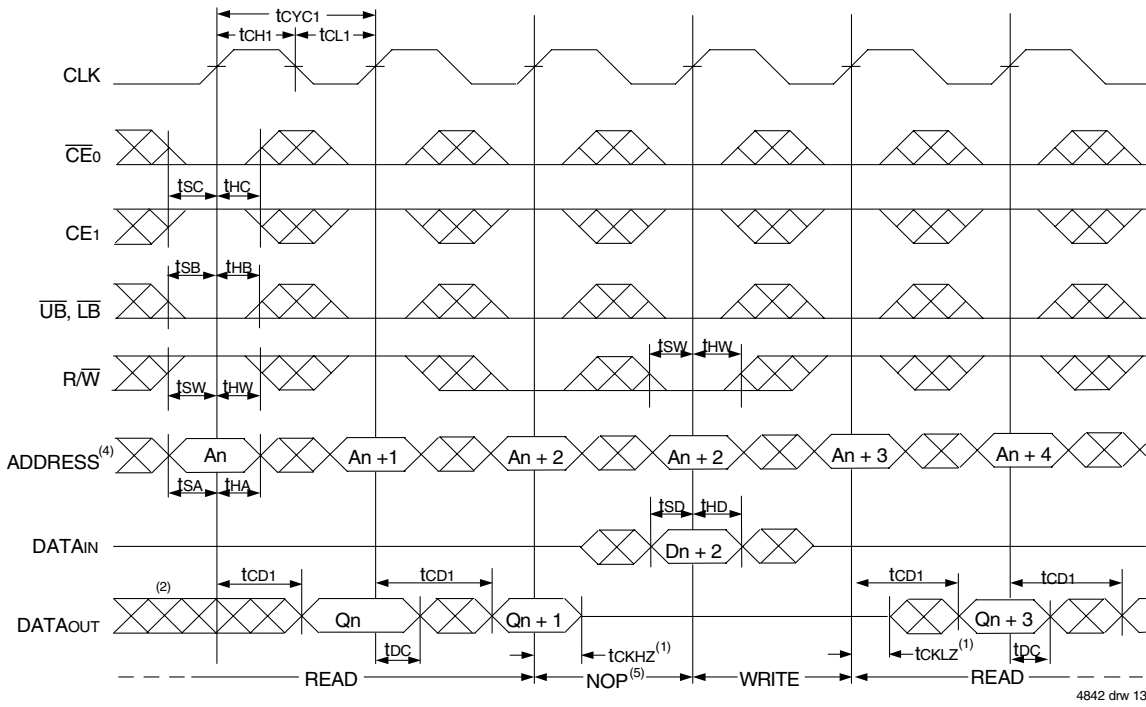 tCYC1
tCH1 tCL1
CLK
CE0
tSC tHC
CE1
tSB tHB
UB, LB
tSW tHW
R/W
tSW tHW
ADDRESS(4) An An +1 An + 2 An + 2 An + 3 An + 4
tSA tHA
tSD tHD
DATAIN Dn + 2
(2) tCD1 tCD1 tCD1 tCD1
DATAOUT Qn Qn + 1 Qn + 3
tDC tCKHZ(1) tCKLZ(1) tDC
READ NOP(5) WRITE READ
4842 drw 13